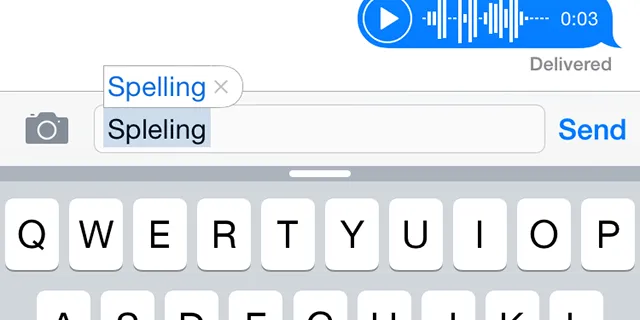 0:03
Delivered
Spelling ×
Spleling
Send
Q W E R T Y U I O P
A S D F G H J K L